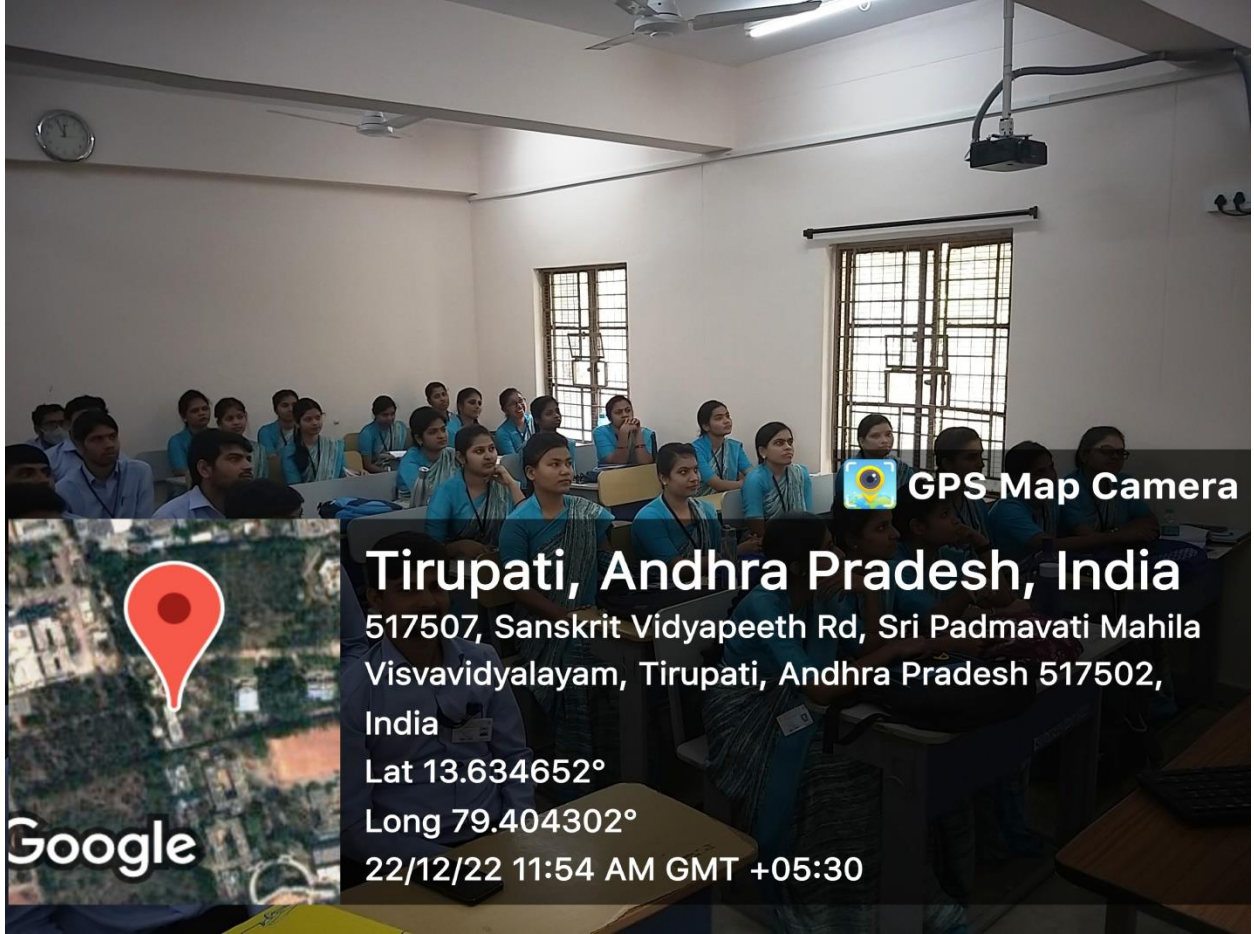 GPS Map Camera
Tirupati, Andhra Pradesh, India
517507, Sanskrit Vidyapeeth Rd, Sri Padmavati Mahila
Visvavidyalayam, Tirupati, Andhra Pradesh 517502,
India
Lat 13.634652°
Long 79.404302°
22/12/22 11:54 AM GMT +05:30
Google